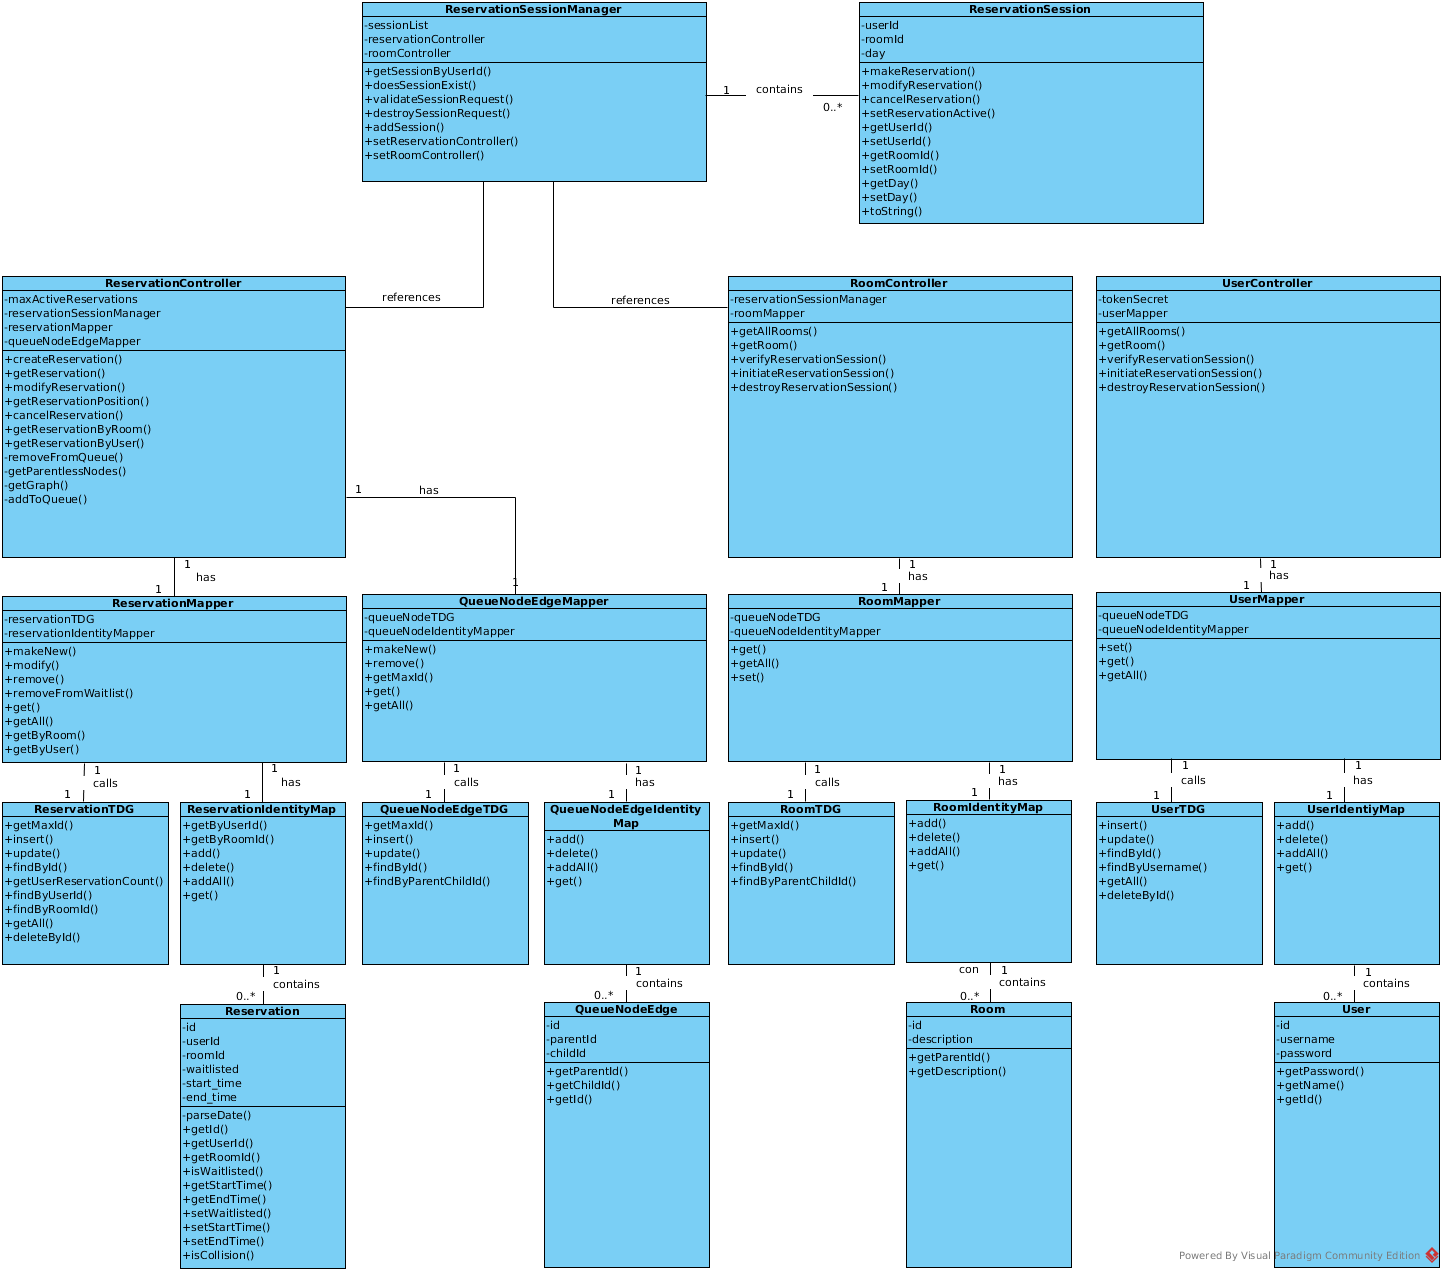 ReservationSessionManager
-sessionList
-reservationController
-roomController
+getSessionByUserId()
+doesSessionExist()
+validateSessionRequest()
+destroySessionRequest()
+addSession()
+setReservationController()
+setRoomController()
1
contains
0..*
ReservationSession
-userId
-roomId
-day
+makeReservation()
+modifyReservation()
+cancelReservation()
+setReservationActive()
+getUserId()
+setUserId()
+getRoomId()
+setRoomId()
+getDay()
+setDay()
+toString()
references
references
ReservationController
-maxActiveReservations
-reservationSessionManager
-reservationMapper
-queueNodeEdgeMapper
+createReservation()
+getReservation()
+modifyReservation()
+getReservationPosition()
+cancelReservation()
+getReservationByRoom()
+getReservationByUser()
-removeFromQueue()
-getParentlessNodes()
-getGraph()
-addToQueue()
1
has
1
RoomController
-reservationSessionManager
-roomMapper
+getAllRooms()
+getRoom()
+verifyReservationSession()
+initiateReservationSession()
+destroyReservationSession()
UserController
-tokenSecret
-userMapper
+getAllRooms()
+getRoom()
+verifyReservationSession()
+initiateReservationSession()
+destroyReservationSession()
1
has
1
1
has
1
1
has
1
ReservationMapper
-reservationTDG
-reservationIdentityMapper
+makeNew()
+modify()
+remove()
+removeFromWaitlist()
+get()
+getAll()
+getByRoom()
+getByUser()
QueueNodeEdgeMapper
-queueNodeTDG
-queueNodeIdentityMapper
+makeNew()
+remove()
+getMaxId()
+get()
+getAll()
RoomMapper
-queueNodeTDG
-queueNodeIdentityMapper
+get()
+getAll()
+set()
UserMapper
-queueNodeTDG
-queueNodeIdentityMapper
+set()
+get()
+getAll()
1
calls
1
1
has
1
1
calls
1
1
has
1
1
calls
1
1
has
1
1
calls
1
1
has
1
ReservationTDG
+getMaxId()
+insert()
+update()
+findById()
+getUserReservationCount()
+findByUserId()
+findByRoomId()
+getAll()
+deleteById()
ReservationIdentityMap
+getByUserId()
+getByRoomId()
+add()
+delete()
+addAll()
+get()
QueueNodeEdgeTDG
+getMaxId()
+insert()
+update()
+findById()
+findByParentChildId()
QueueNodeEdgeIdentity
Map
+add()
+delete()
+addAll()
+get()
RoomTDG
+getMaxId()
+insert()
+update()
+findById()
+findByParentChildId()
RoomIdentityMap
+add()
+delete()
+addAll()
+get()
UserTDG
+insert()
+update()
+findById()
+findByUsername()
+getAll()
+deleteById()
UserIdentiyMap
+add()
+delete()
+addAll()
+get()
1
contains
0..*
1
contains
0..*
con
1
contains
0..*
1
contains
0..*
Reservation
-id
-userId
-roomId
-waitlisted
-start_time
-end_time
-parseDate()
+getId()
+getUserId()
+getRoomId()
+isWaitlisted()
+getStartTime()
+getEndTime()
+setWaitlisted()
+setStartTime()
+setEndTime()
+isCollision()
QueueNodeEdge
-id
-parentId
-childId
+getParentId()
+getChildId()
+getId()
Room
-id
-description
+getParentId()
+getDescription()
User
-id
-username
-password
+getPassword()
+getName()
+getId()
Powered By Visual Paradigm Community Edition